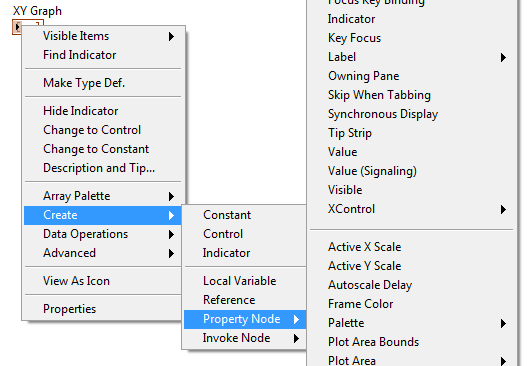 XY Graph
Visible Items
Find Indicator
Make Type Def.
Hide Indicator
Change to Control
Change to Constant
Description and Tip...
Array Palette
Create
Data Operations
Advanced
View As Icon
Properties
Constant
Control
Indicator
Local Variable
Reference
Property Node
Invoke Node
Focus Key Binding
Indicator
Key Focus
Label
Owning Pane
Skip When Tabbing
Synchronous Display
Tip Strip
Value
Value (Signaling)
Visible
XControl
Active X Scale
Active Y Scale
Autoscale Delay
Frame Color
Palette
Plot Area Bounds
Plot Area